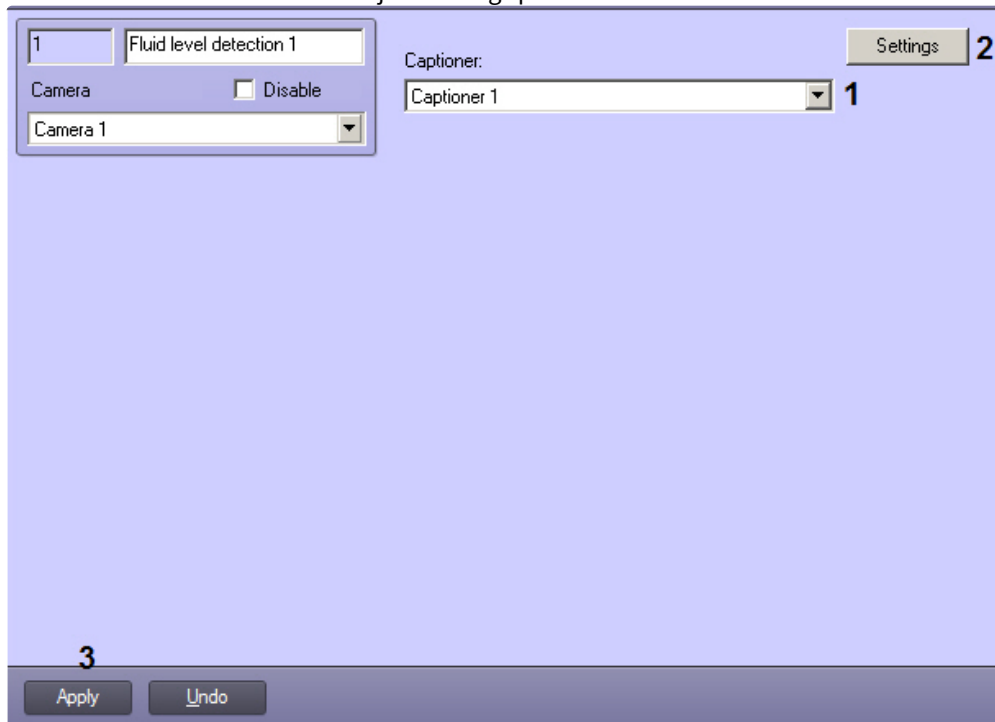 1
Fluid level detection 1
Camera
Disable
Camera 1
Captioner:
Captioner 1
1
Settings
2
3
Apply
Undo